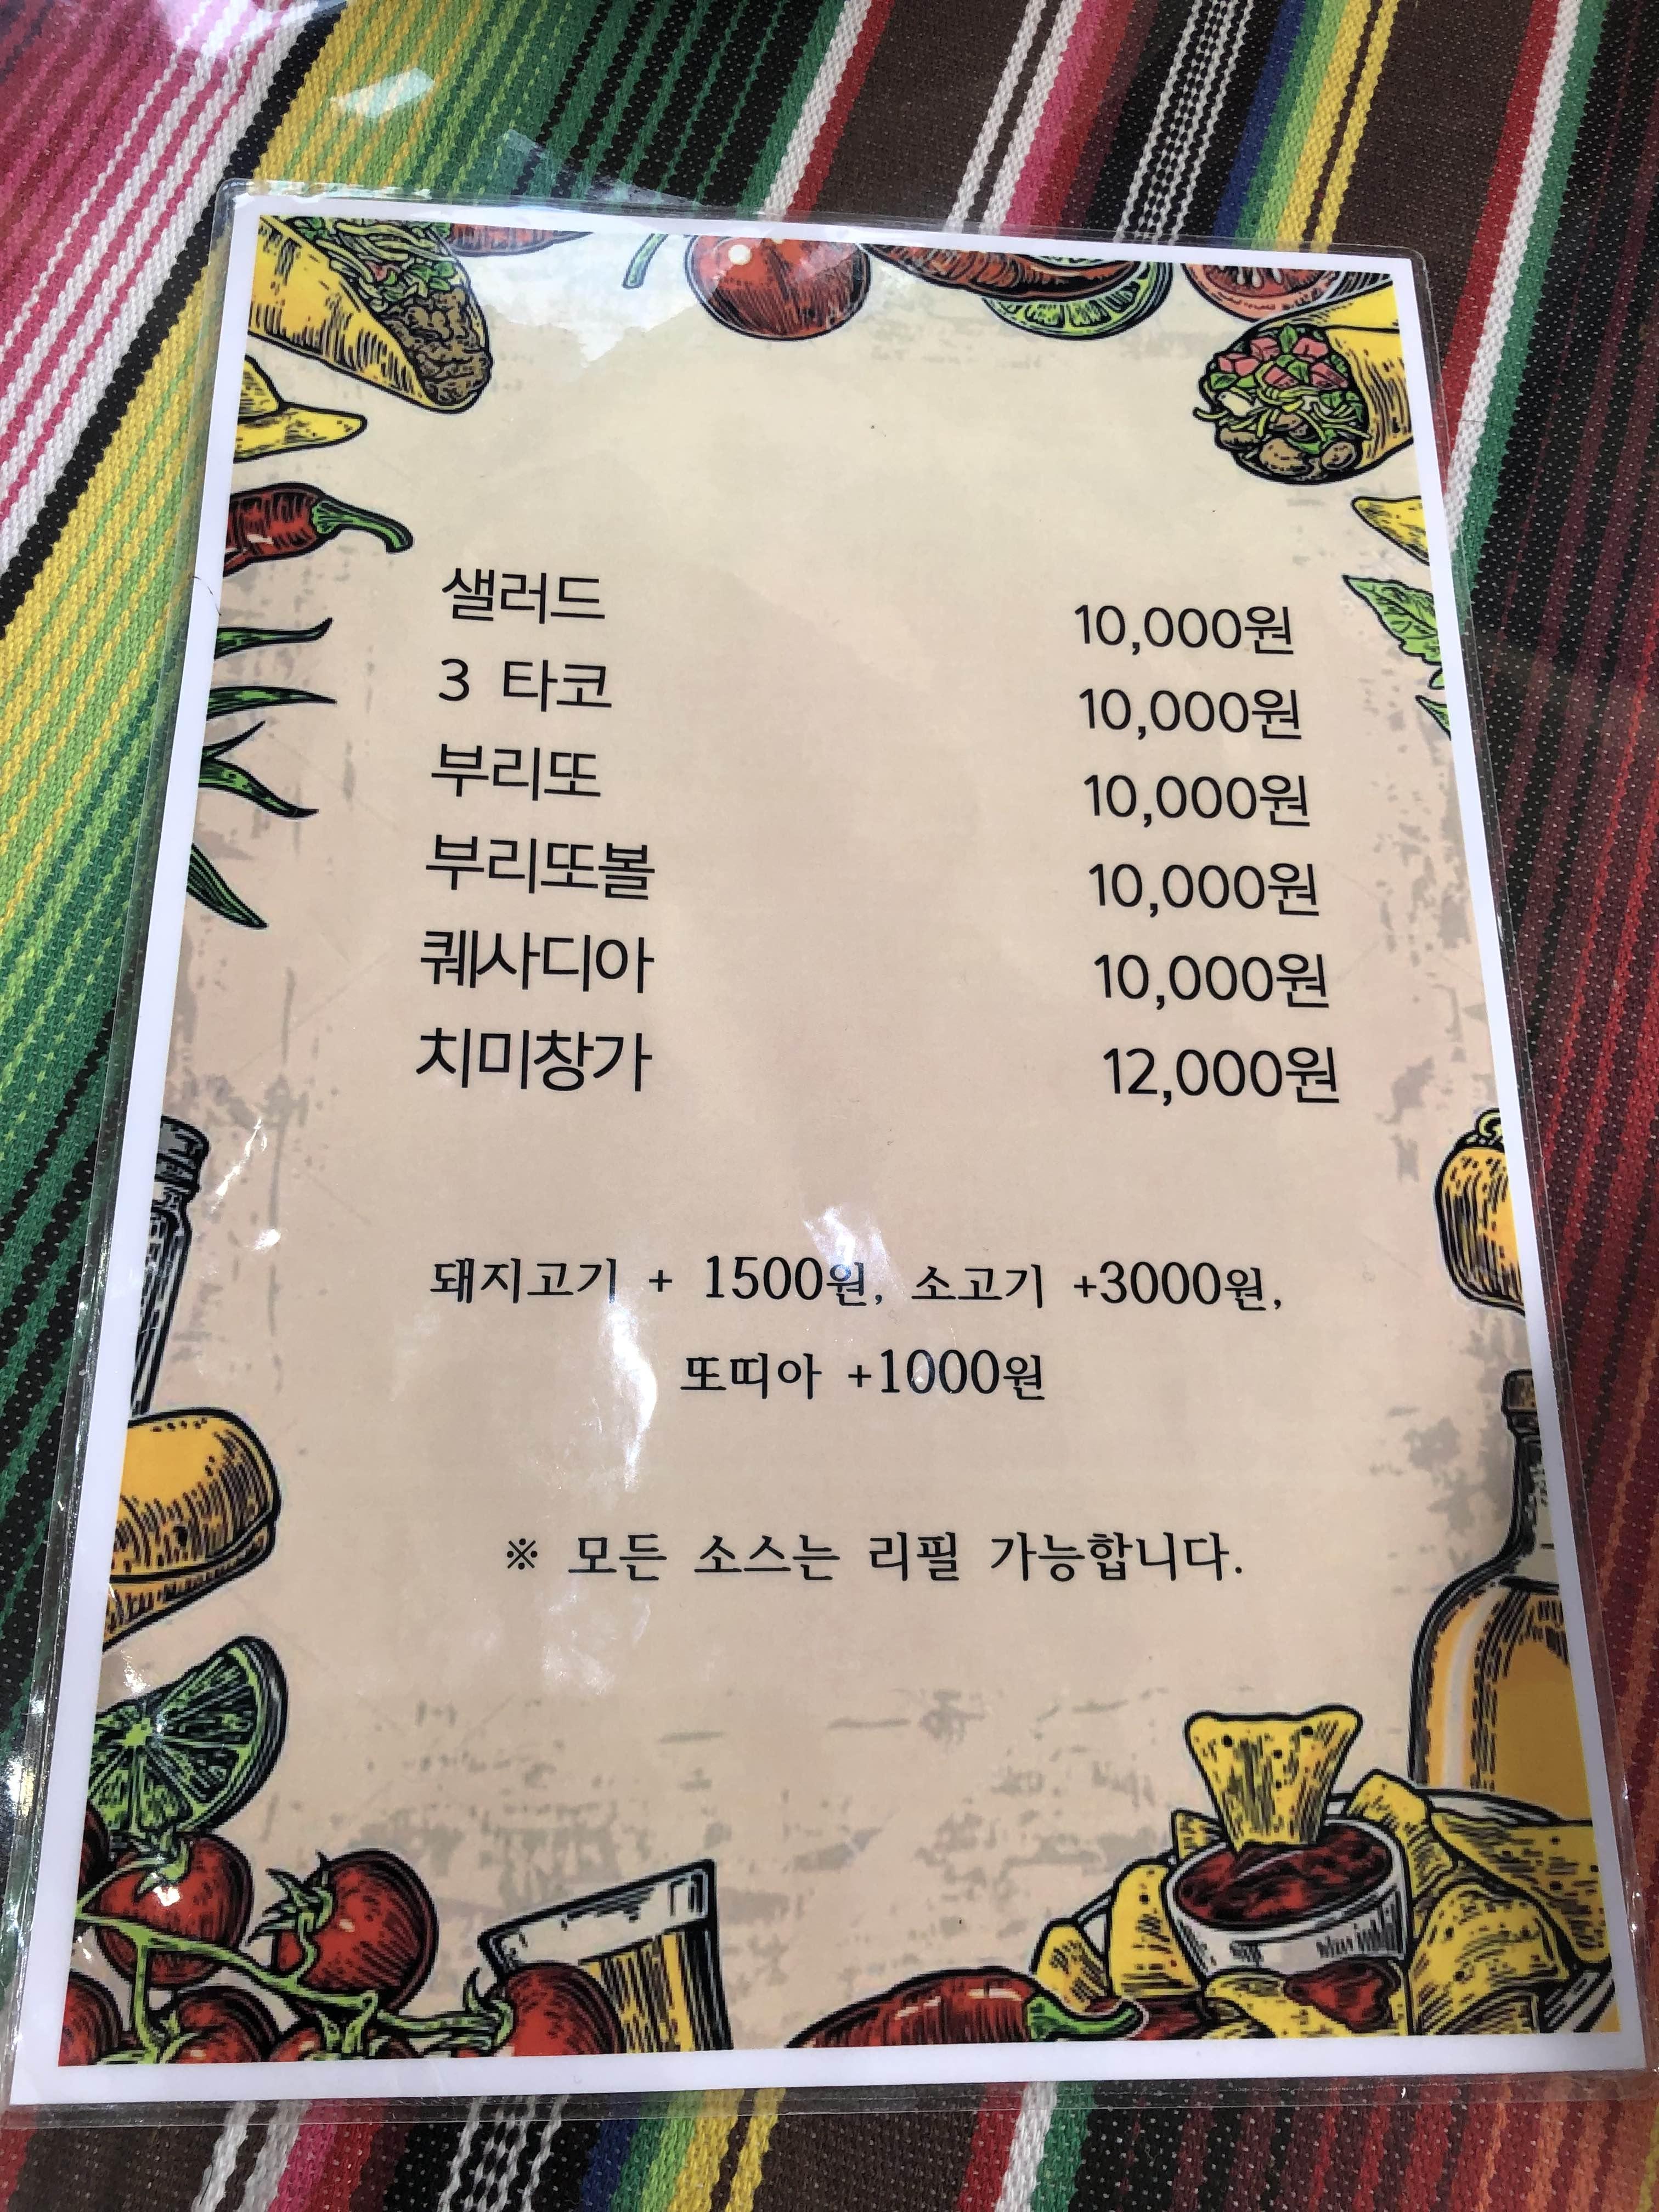 샐러드 10,000원
3 타코 10,000원
부리또 10,000원
부리또볼 10,000원
퀘사디아 10,000원
치미창가 12,000원
돼지고기 + 1500원, 소고기 +3000원,
또띠아 +1000원
※ 모든 소스는 리필 가능합니다.